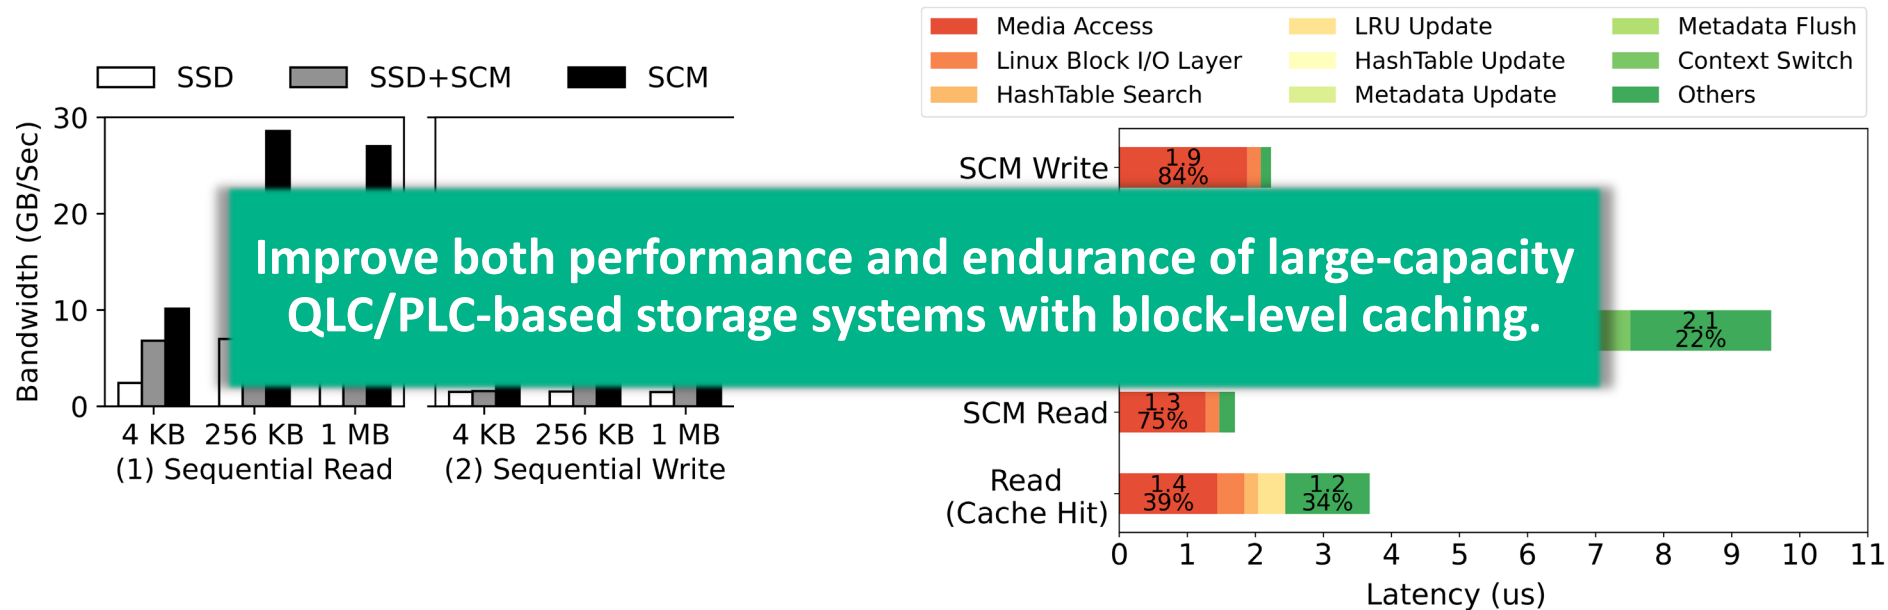 SSD SSD+SCM SCM
Bandwidth (GB/Sec)
30
20
10
0
4 KB 256 KB 1 MB
(1) Sequential Read
4 KB 256 KB 1 MB
(2) Sequential Write
Media Access LRU Update Metadata Flush
Linux Block I/O Layer HashTable Update Context Switch
HashTable Search Metadata Update Others
SCM Write
1.9
84%
Improve both performance and endurance of large-capacity
QLC/PLC-based storage systems with block-level caching.
2.1
22%
SCM Read
1.3
75%
Read
(Cache Hit)
1.4
39%
1.2
34%
0 1 2 3 4 5 6 7 8 9 10 11
Latency (us)